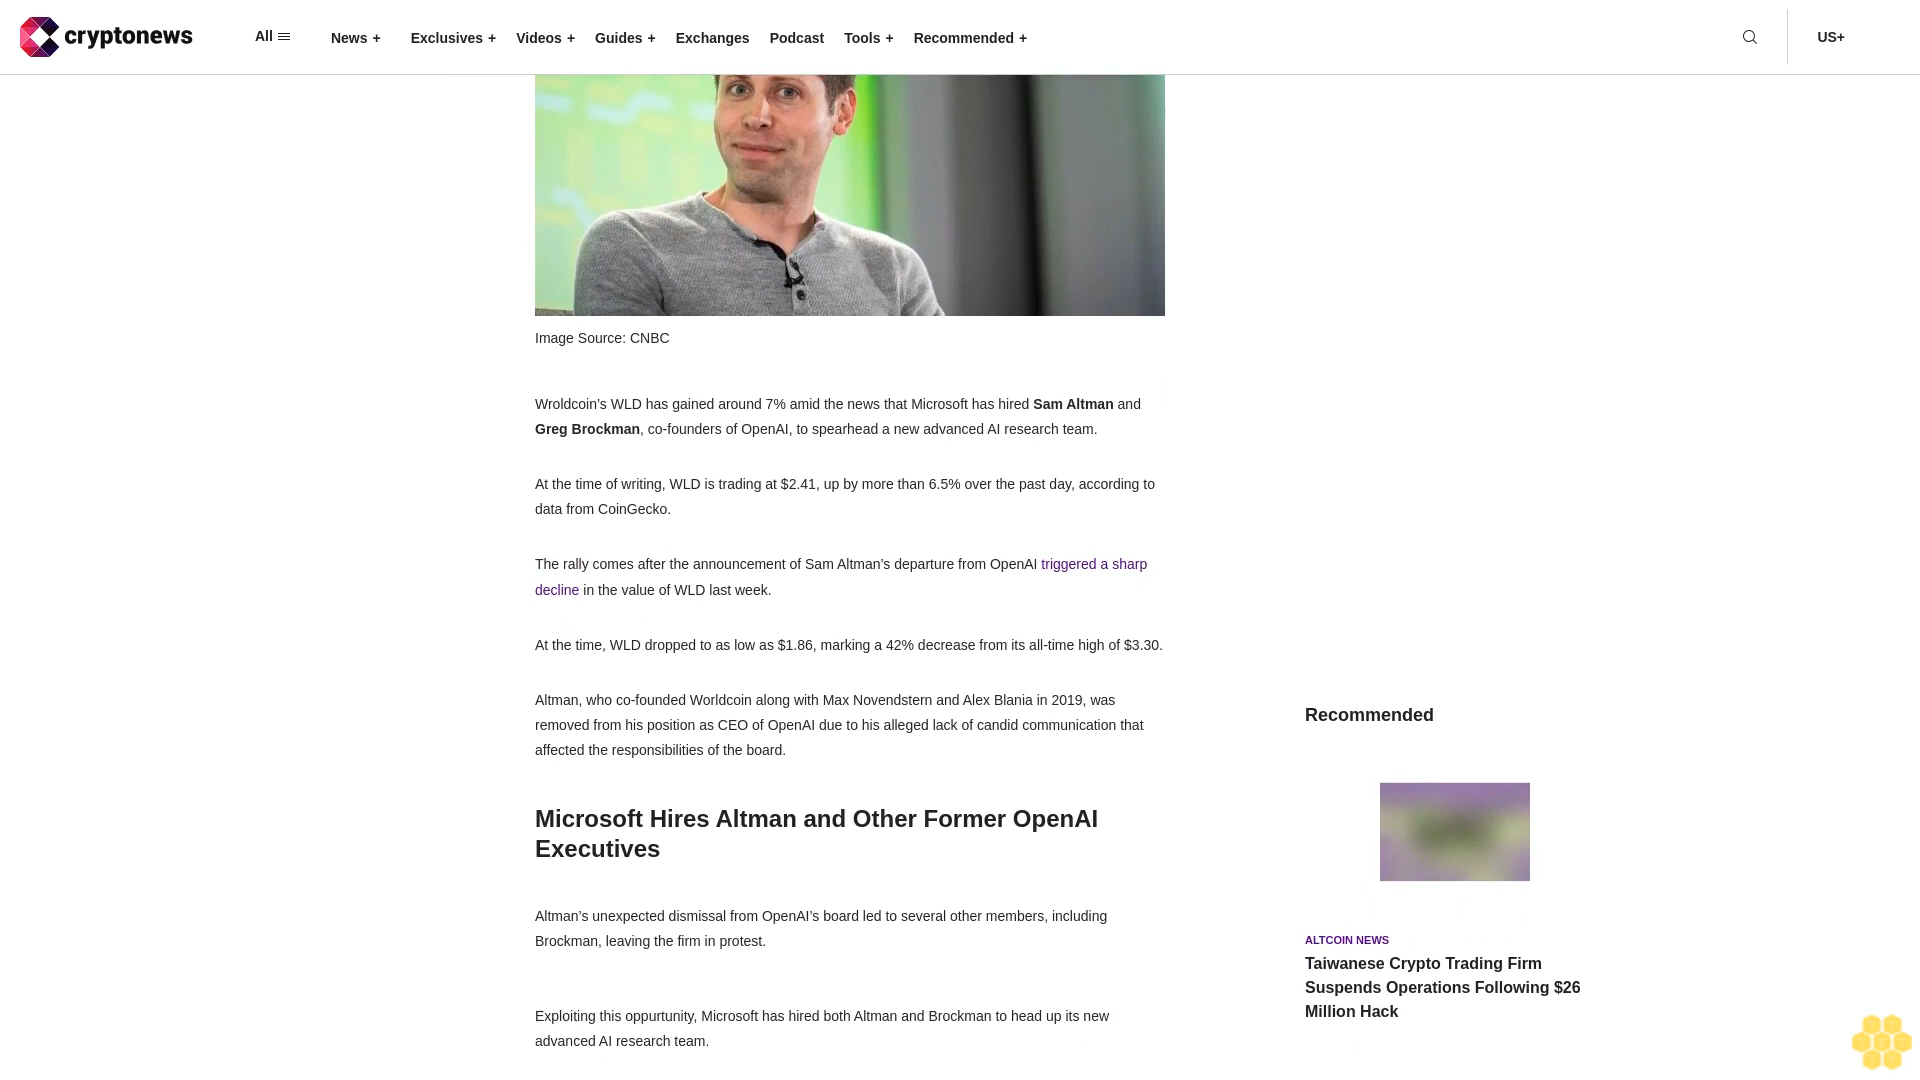 cryptonews
All
News +
Exclusives +
Videos +
Guides +
Exchanges
Podcast
Tools +
Recommended +
US+
Image Source: CNBC
Wroldcoin’s WLD has gained around 7% amid the news that Microsoft has hired Sam Altman and
Greg Brockman, co-founders of OpenAI, to spearhead a new advanced AI research team.
At the time of writing, WLD is trading at $2.41, up by more than 6.5% over the past day, according to
data from CoinGecko.
The rally comes after the announcement of Sam Altman’s departure from OpenAI triggered a sharp
decline in the value of WLD last week.
At the time, WLD dropped to as low as $1.86, marking a 42% decrease from its all-time high of $3.30.
Altman, who co-founded Worldcoin along with Max Novendstern and Alex Blania in 2019, was
removed from his position as CEO of OpenAI due to his alleged lack of candid communication that
affected the responsibilities of the board.
Microsoft Hires Altman and Other Former OpenAI
Executives
Altman’s unexpected dismissal from OpenAI’s board led to several other members, including
Brockman, leaving the firm in protest.
Exploiting this oppurtunity, Microsoft has hired both Altman and Brockman to head up its new
advanced AI research team.
Recommended
ALTCOIN NEWS
Taiwanese Crypto Trading Firm
Suspends Operations Following $26
Million Hack